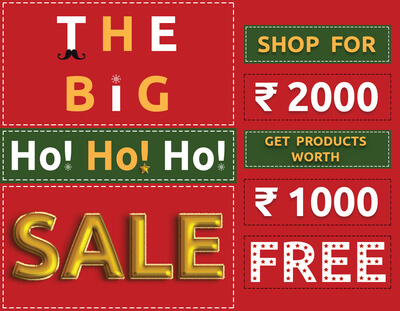 THE
BiG
Ho! Ho! Ho!
SALE
SHOP FOR
₹ 2000
GET PRODUCTS
WORTH
₹ 1000
FREE